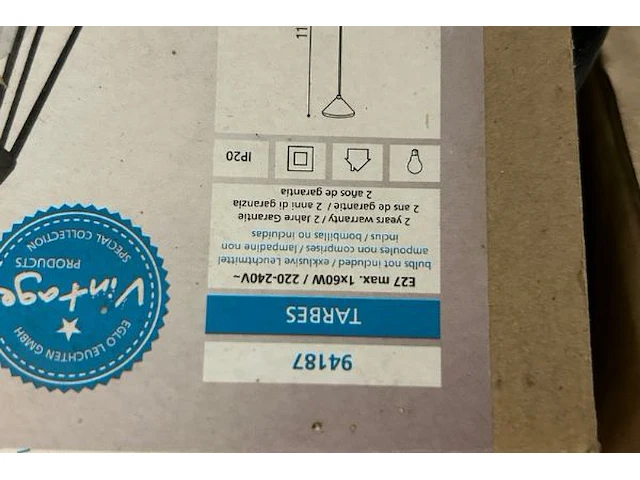 94187
TARBES
E27 max. 1x60W / 220-240V~
bulbs not included / exklusive Leuchtmittel
ampoules non comprises / lampadine non
inclus / bombillas no incluidas
2 years warranty / 2 Jahre Garantie
2 ans de garantie / 2 anni di garanzia
2 años de garantía
IP20
11
EGLO LEUCHTEN GMBH
Vintage
PRODUCTS
SPECIAL COLLECTION